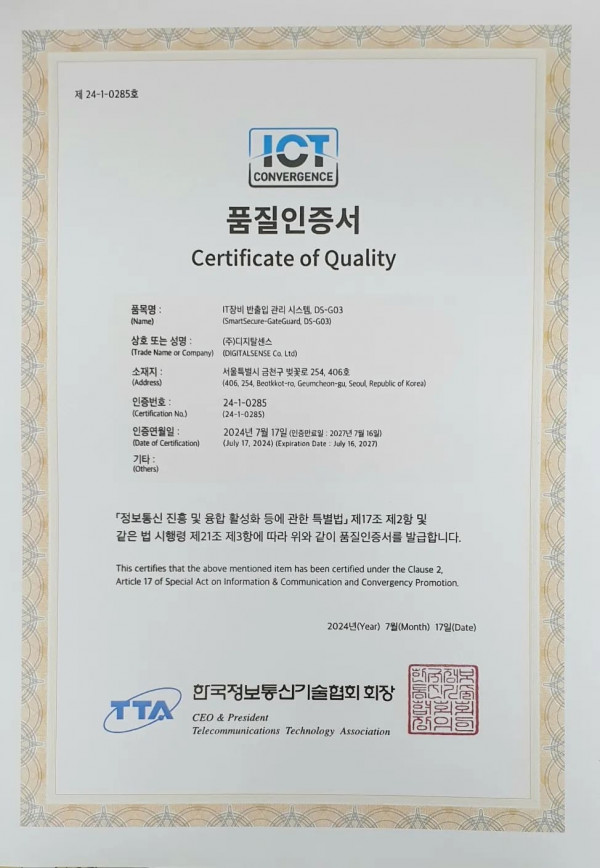 제 24-1-0285호
ICT
CONVERGENCE
품질인증서
Certificate of Quality
품목명 : IT장비 반출입 관리 시스템, DS-G03
(Name) (SmartSecure-GateGuard, DS-G03)
상호 또는 성명 : (주)디지탈센스
(Trade Name or Company) (DIGITALSENSE Co. Ltd)
소재지 : 서울특별시 금천구 벚꽃로 254, 406호
(Address) (406, 254, Beotkkot-ro, Geumcheon-gu, Seoul, Republic of Korea)
인증번호 : 24-1-0285
(Certification No.) (24-1-0285)
인증연월일 : 2024년 7월 17일 (인증만료일 : 2027년 7월 16일)
(Date of Certification) (July 17, 2024) (Expiration Date : July 16, 2027)
기타 :
(Others)
「정보통신 진흥 및 융합 활성화 등에 관한 특별법」 제17조 제2항 및
같은 법 시행령 제21조 제3항에 따라 위와 같이 품질인증서를 발급합니다.
This certifies that the above mentioned item has been certified under the Clause 2,
Article 17 of Special Act on Information & Communication and Convergency Promotion.
2024년(Year) 7월(Month) 17일(Date)
TTA
한국정보통신기술협회 회장
CEO & President
Telecommunications Technology Association